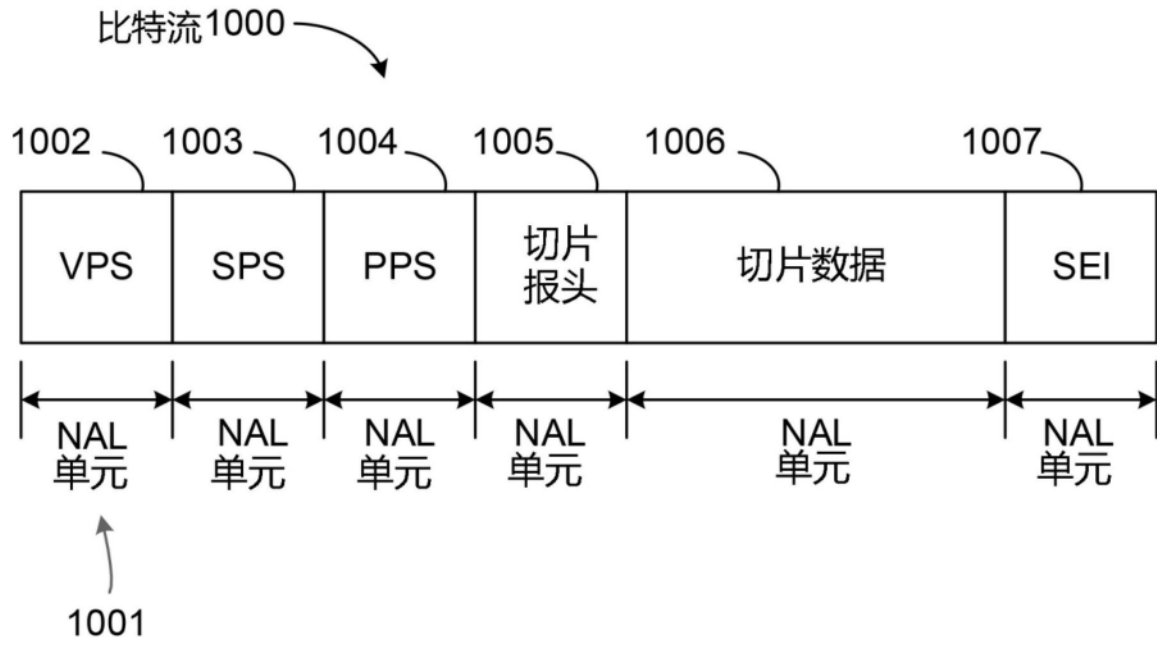 比特流1000
1002 1003 1004 1005 1006 1007
VPS SPS PPS 切片 报头 切片数据 SEI
NAL 单元 NAL 单元 NAL 单元 NAL 单元 NAL 单元 NAL 单元
1001